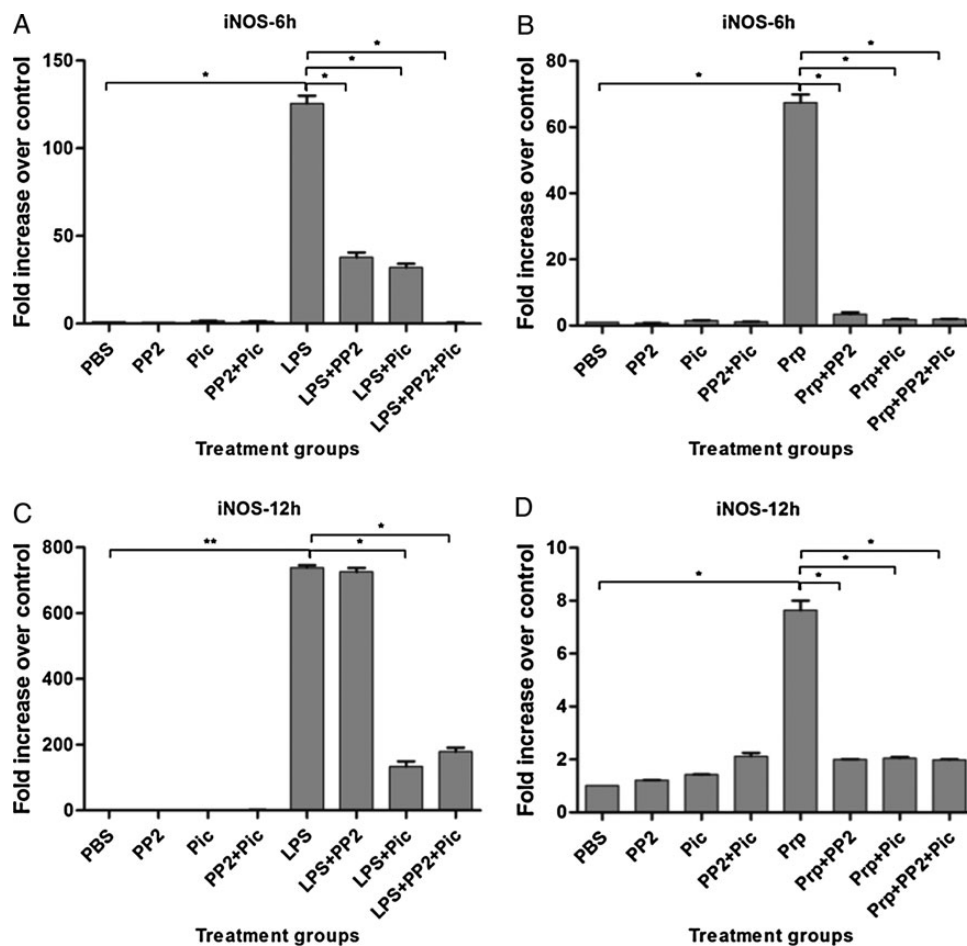 A
iNOS-6h
Fold increase over control
150
100
50
0
*
*
*
*
PBS
PP2
Pic
PP2+Pic
LPS
LPS+PP2
LPS+Pic
LPS+PP2+Pic
Treatment groups
B
iNOS-6h
Fold increase over control
80
60
40
20
0
*
*
*
*
PBS
PP2
Pic
PP2+Pic
Prp
Prp+PP2
Prp+Pic
Prp+PP2+Pic
Treatment groups
C
iNOS-12h
Fold increase over control
800
600
400
200
0
*
**
*
PBS
PP2
Pic
PP2+Pic
LPS
LPS+PP2
LPS+Pic
LPS+PP2+Pic
Treatment groups
D
iNOS-12h
Fold increase over control
10
8
6
4
2
0
*
*
*
*
PBS
PP2
Pic
PP2+Pic
Prp
Prp+PP2
Prp+Pic
Prp+PP2+Pic
Treatment groups